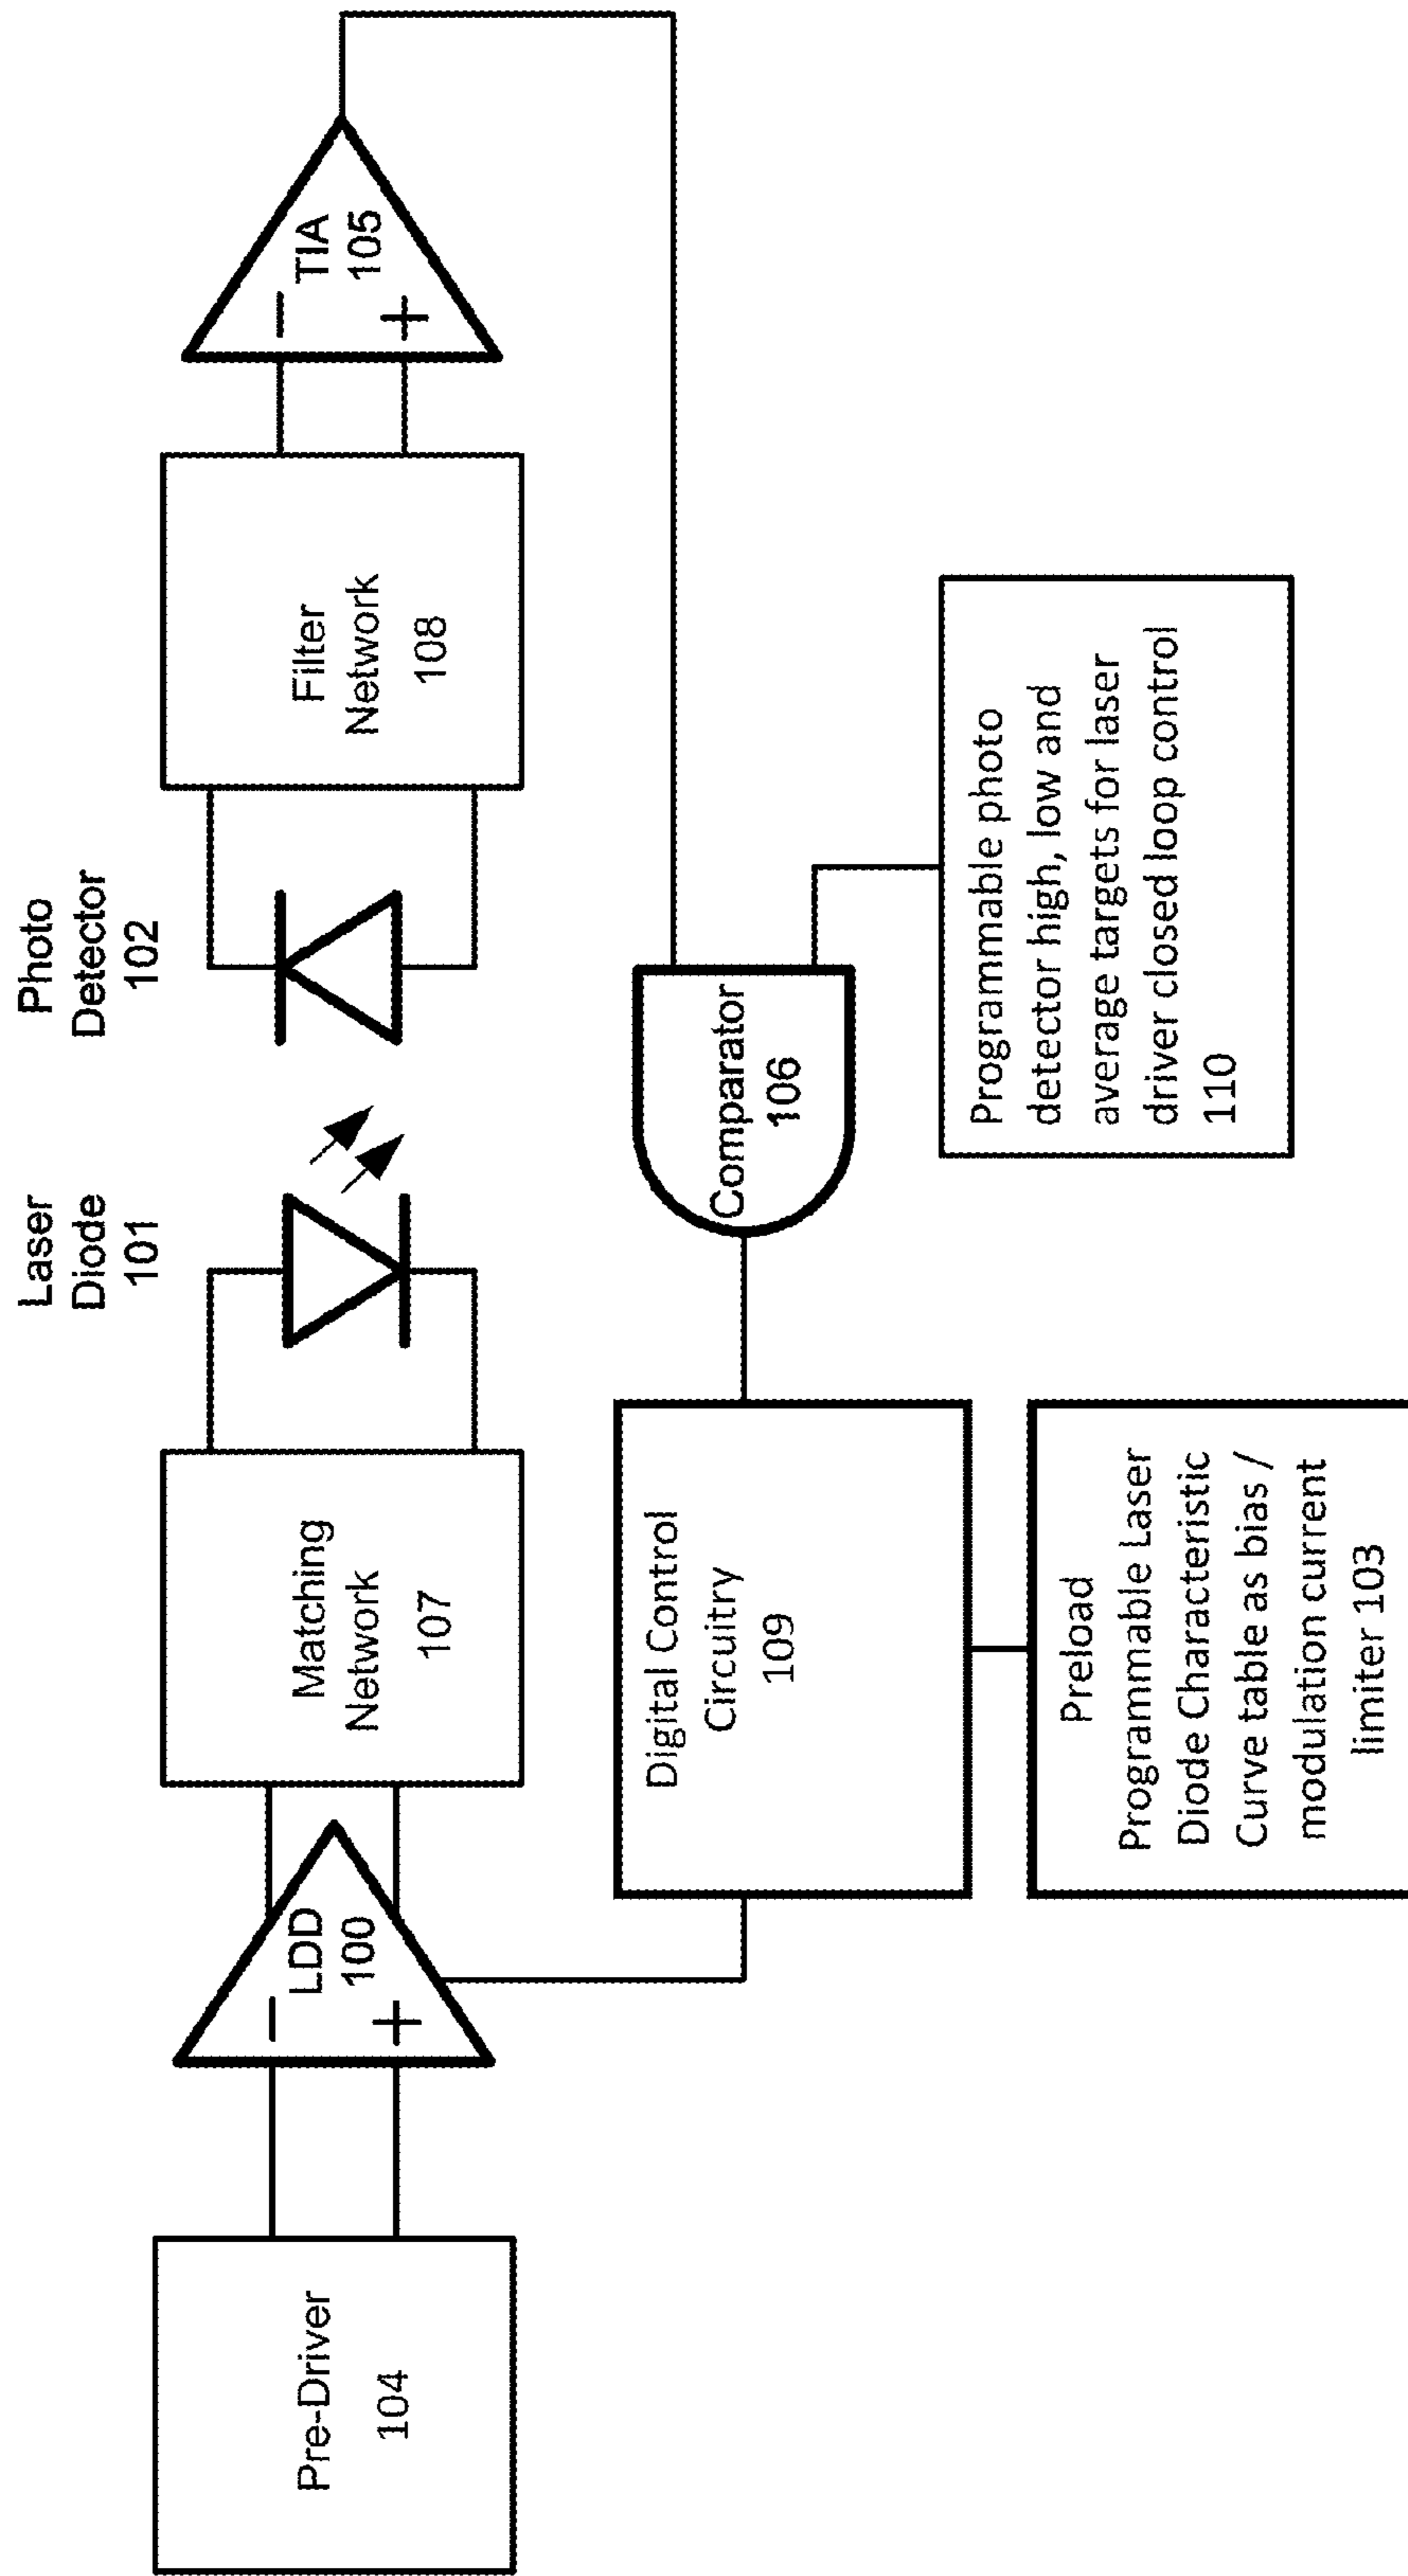 Pre-Driver
104
− LDD
+ 100
Matching
Network
107
Laser
Diode
101
Photo
Detector
102
Filter
Network
108
− TIA
+ 105
Digital Control
Circuitry
109
Comparator
106
Preload
Programmable Laser
Diode Characteristic
Curve table as bias /
modulation current
limiter 103
Programmable photo
detector high, low and
average targets for laser
driver closed loop control
110